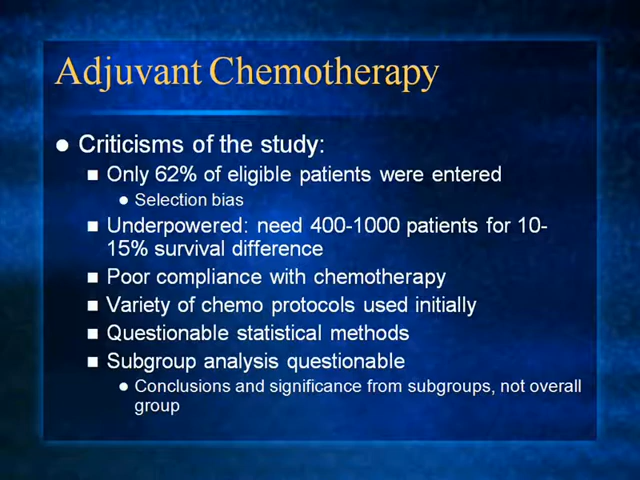 Adjuvant Chemotherapy
Criticisms of the study:
Only 62% of eligible patients were entered
Selection bias
Underpowered: need 400-1000 patients for 10-
15% survival difference
Poor compliance with chemotherapy
Variety of chemo protocols used initially
Questionable statistical methods
Subgroup analysis questionable
Conclusions and significance from subgroups, not overall
group